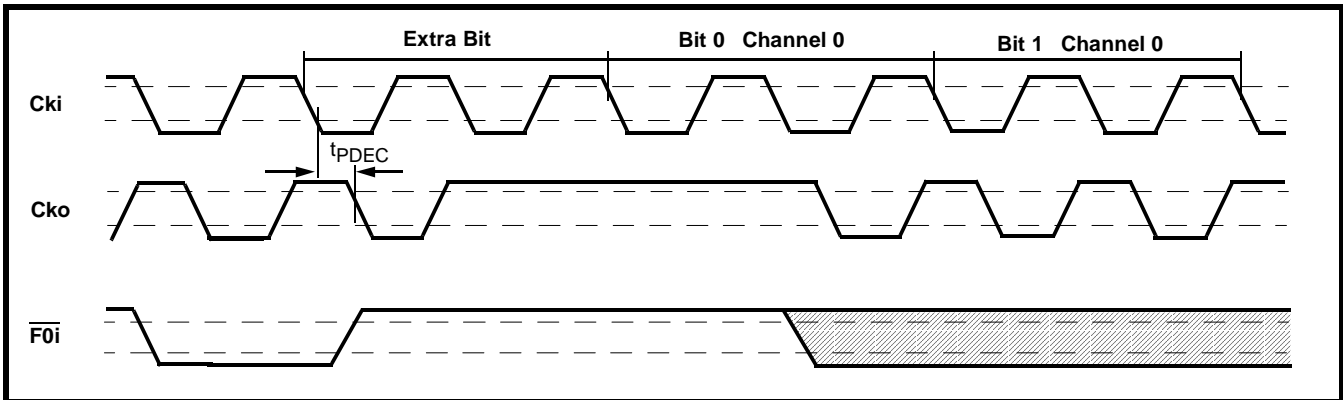 Extra Bit
Bit 0 Channel 0
Bit 1 Channel 0
Cki
tPDEC
Cko
F0i